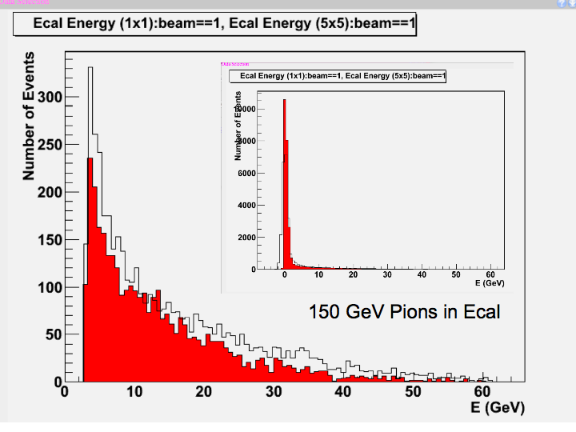 Ecal Energy (1x1):beam==1, Ecal Energy (5x5):beam==1
Number of Events
300
250
200
150
100
50
0
0 10 20 30 40 50 60
E (GeV)
Ecal Energy (1x1):beam==1, Ecal Energy (5x5):beam==1
Number of Events
10000
6000
4000
2000
0
0 10 20 30 40 50 60
E (GeV)
150 GeV Pions in Ecal